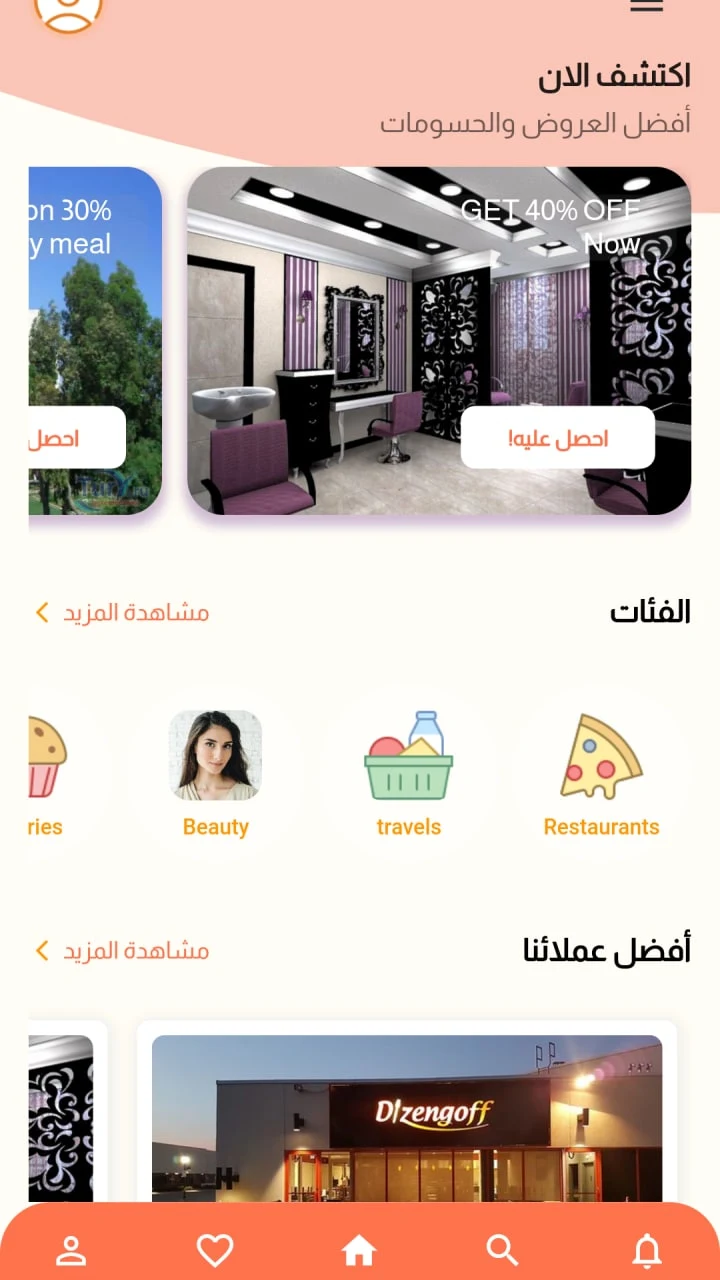 اكتشف الان
أفضل العروض والحسومات
GET 40% OFF
Now
احصل عليه!
on 30%
y meal
احصل
الفئات
مشاهدة المزيد
Restaurants
travels
Beauty
ries
أفضل عملائنا
مشاهدة المزيد
Dizengoff